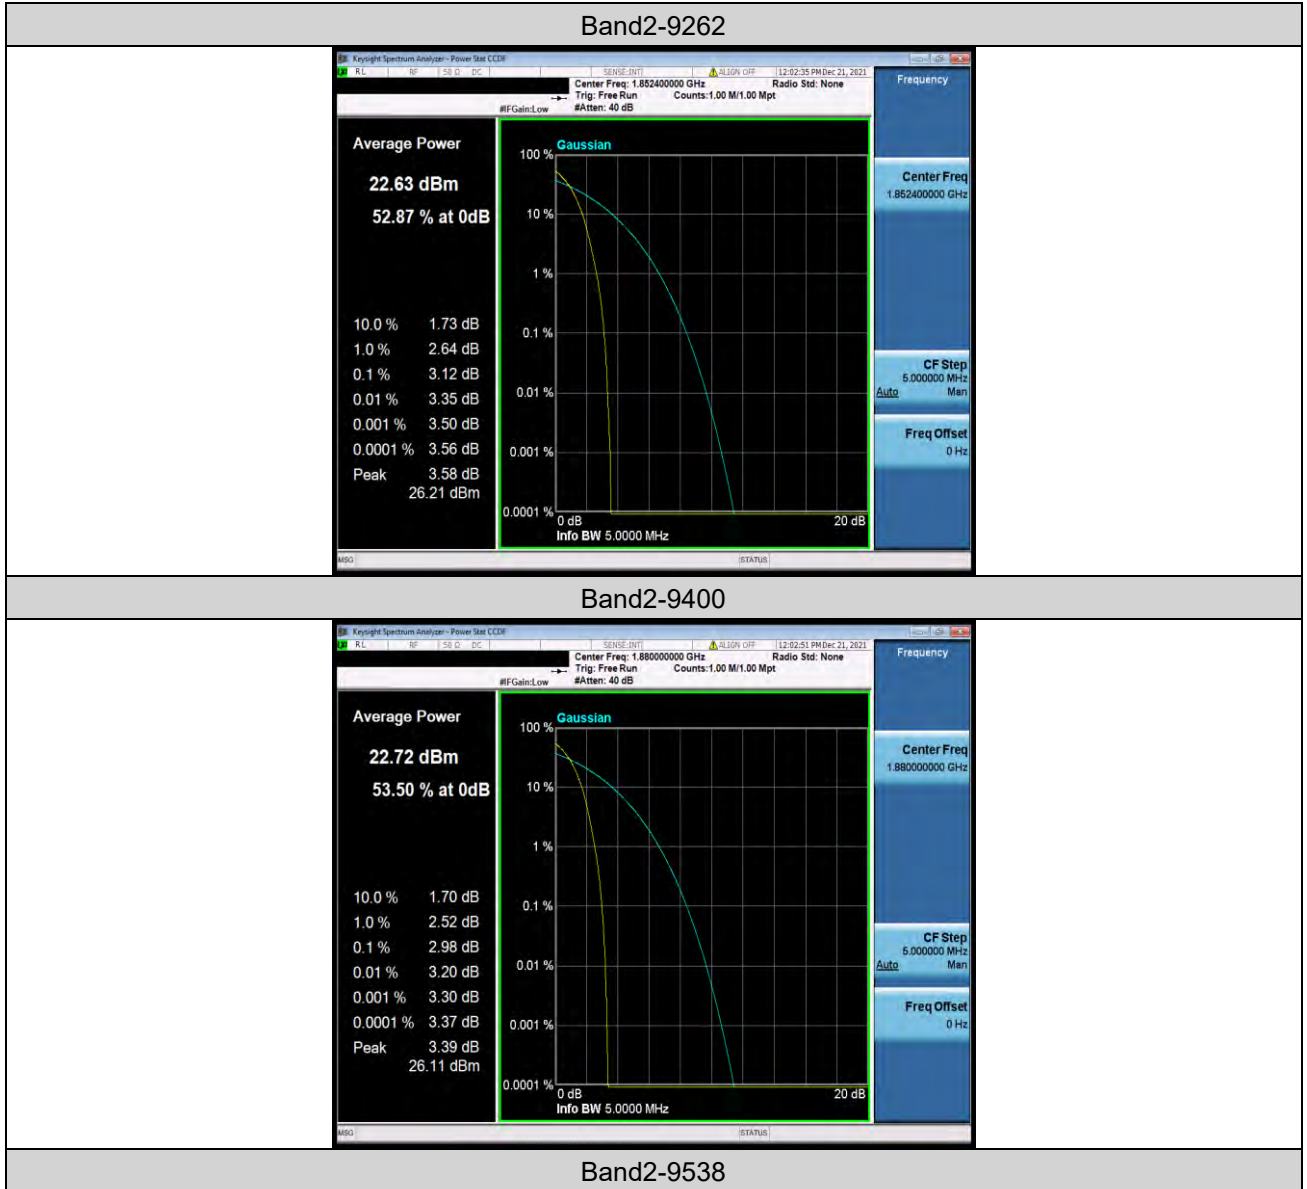 Band2-9262
Keysight Spectrum Analyzer - Power Stat CCDF
RL RF 50 Ω DC SENSE:INT ALIGN OFF 12:02:35 PM Dec 21, 2021
Center Freq: 1.852400000 GHz Radio Std: None
Trig: Free Run Counts:1.00 M/1.00 Mpt
#IFGain:Low #Atten: 40 dB
Frequency
Average Power
22.63 dBm
52.87 % at 0dB
10.0 % 1.73 dB
1.0 % 2.64 dB
0.1 % 3.12 dB
0.01 % 3.35 dB
0.001 % 3.50 dB
0.0001 % 3.56 dB
Peak 3.58 dB
26.21 dBm
Gaussian
100 %
10 %
1 %
0.1 %
0.01 %
0.001 %
0.0001 %
0 dB 20 dB
Info BW 5.0000 MHz
Center Freq
1.852400000 GHz
CF Step
5.000000 MHz
Auto Man
Freq Offset
0 Hz
MSG STATUS
Band2-9400
Keysight Spectrum Analyzer - Power Stat CCDF
RL RF 50 Ω DC SENSE:INT ALIGN OFF 12:02:51 PM Dec 21, 2021
Center Freq: 1.880000000 GHz Radio Std: None
Trig: Free Run Counts:1.00 M/1.00 Mpt
#IFGain:Low #Atten: 40 dB
Frequency
Average Power
22.72 dBm
53.50 % at 0dB
10.0 % 1.70 dB
1.0 % 2.52 dB
0.1 % 2.98 dB
0.01 % 3.20 dB
0.001 % 3.30 dB
0.0001 % 3.37 dB
Peak 3.39 dB
26.11 dBm
Gaussian
100 %
10 %
1 %
0.1 %
0.01 %
0.001 %
0.0001 %
0 dB 20 dB
Info BW 5.0000 MHz
Center Freq
1.880000000 GHz
CF Step
5.000000 MHz
Auto Man
Freq Offset
0 Hz
MSG STATUS
Band2-9538